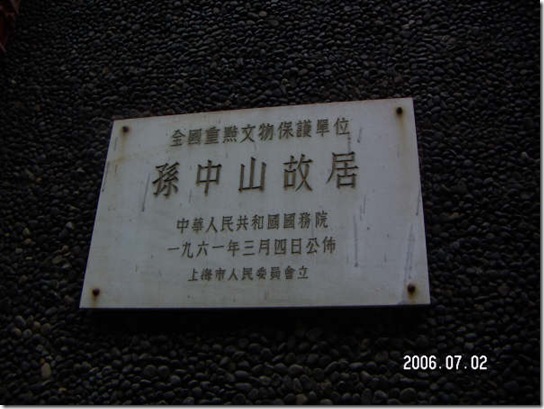 全國重點文物保護單位
孫中山故居
中華人民共和國國務院
一九六一年三月四日公佈
上海市人民委員會立
2006.07.02